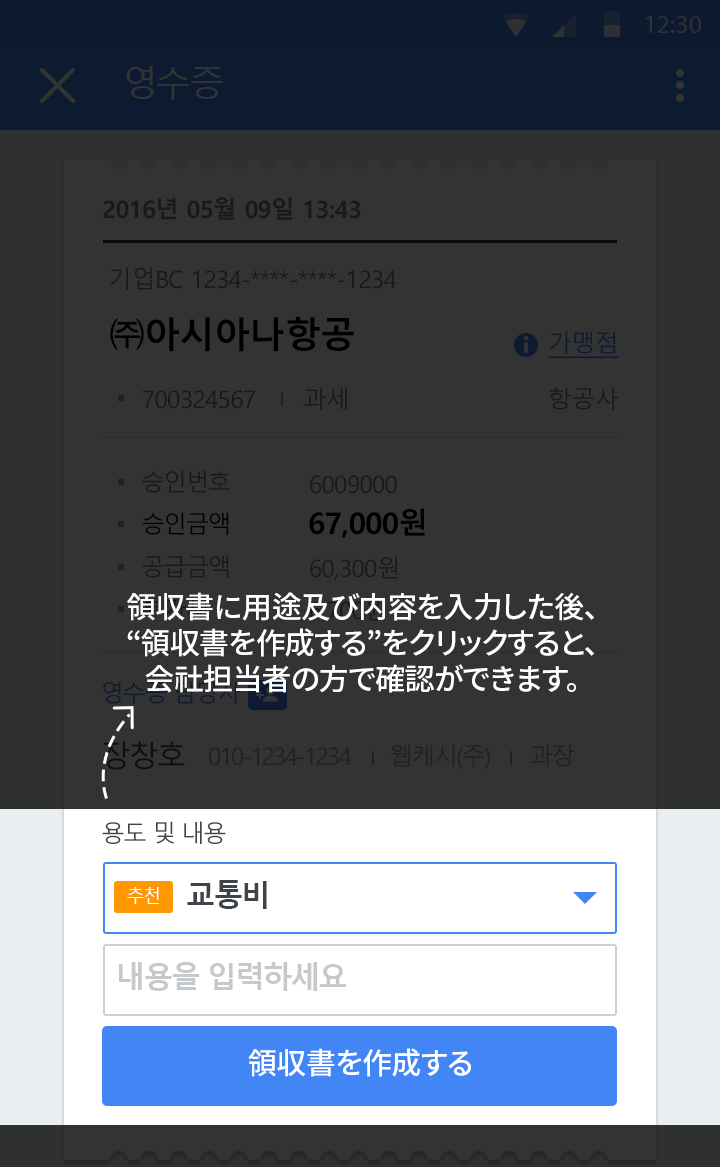 12:30
영수증
2016년 05월 09일 13:43
기업BC 1234-****-****-1234
㈜아시아나항공 가맹점
700324567 과세 항공사
승인번호 6009000
승인금액 67,000원
공급금액 60,300원
領収書に用途及び内容を入力した後、
“領収書を作成する”をクリックすると、
会社担当者の方で確認ができます。
영수증
장창호 010-1234-1234 웹케시(주) 과장
용도 및 내용
추천 교통비
내용을 입력하세요
領収書を作成する